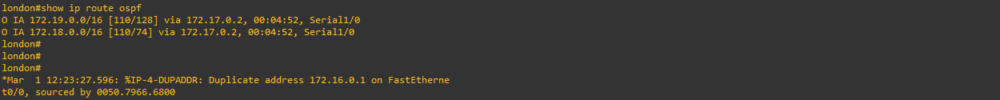 london#show ip route ospf
O IA 172.19.0.0/16 [110/128] via 172.17.0.2, 00:04:52, Serial1/0
O IA 172.18.0.0/16 [110/74] via 172.17.0.2, 00:04:52, Serial1/0
london#
london#
london#
*Mar  1 12:23:27.596: %IP-4-DUPADDR: Duplicate address 172.16.0.1 on FastEtherne
t0/0, sourced by 0050.7966.6800